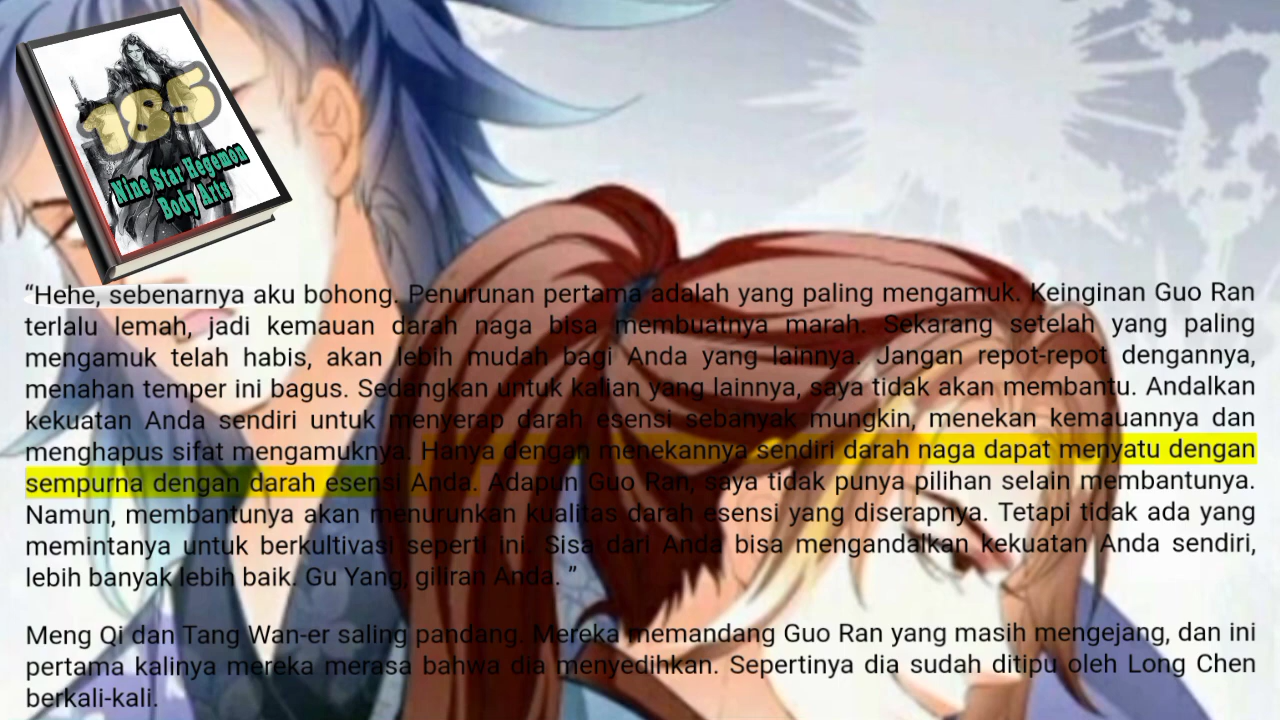 185
Nine Star Hegemon
Body Arts
“Hehe, sebenarnya aku bohong. Penurunan pertama adalah yang paling mengamuk. Keinginan Guo Ran
terlalu lemah, jadi kemauan darah naga bisa membuatnya marah. Sekarang setelah yang paling
mengamuk telah habis, akan lebih mudah bagi Anda yang lainnya. Jangan repot-repot dengannya,
menahan temper ini bagus. Sedangkan untuk kalian yang lainnya, saya tidak akan membantu. Andalkan
kekuatan Anda sendiri untuk menyerap darah esensi sebanyak mungkin, menekan kemauannya dan
menghapus sifat mengamuknya. Hanya dengan menekannya sendiri darah naga dapat menyatu dengan
sempurna dengan darah esensi Anda. Adapun Guo Ran, saya tidak punya pilihan selain membantunya.
Namun, membantunya akan menurunkan kualitas darah esensi yang diserapnya. Tetapi tidak ada yang
memintanya untuk berkultivasi seperti ini. Sisa dari Anda bisa mengandalkan kekuatan Anda sendiri,
lebih banyak lebih baik. Gu Yang, giliran Anda. ”
Meng Qi dan Tang Wan-er saling pandang. Mereka memandang Guo Ran yang masih mengejang, dan ini
pertama kalinya mereka merasa bahwa dia menyedihkan. Sepertinya dia sudah ditipu oleh Long Chen
berkali-kali.